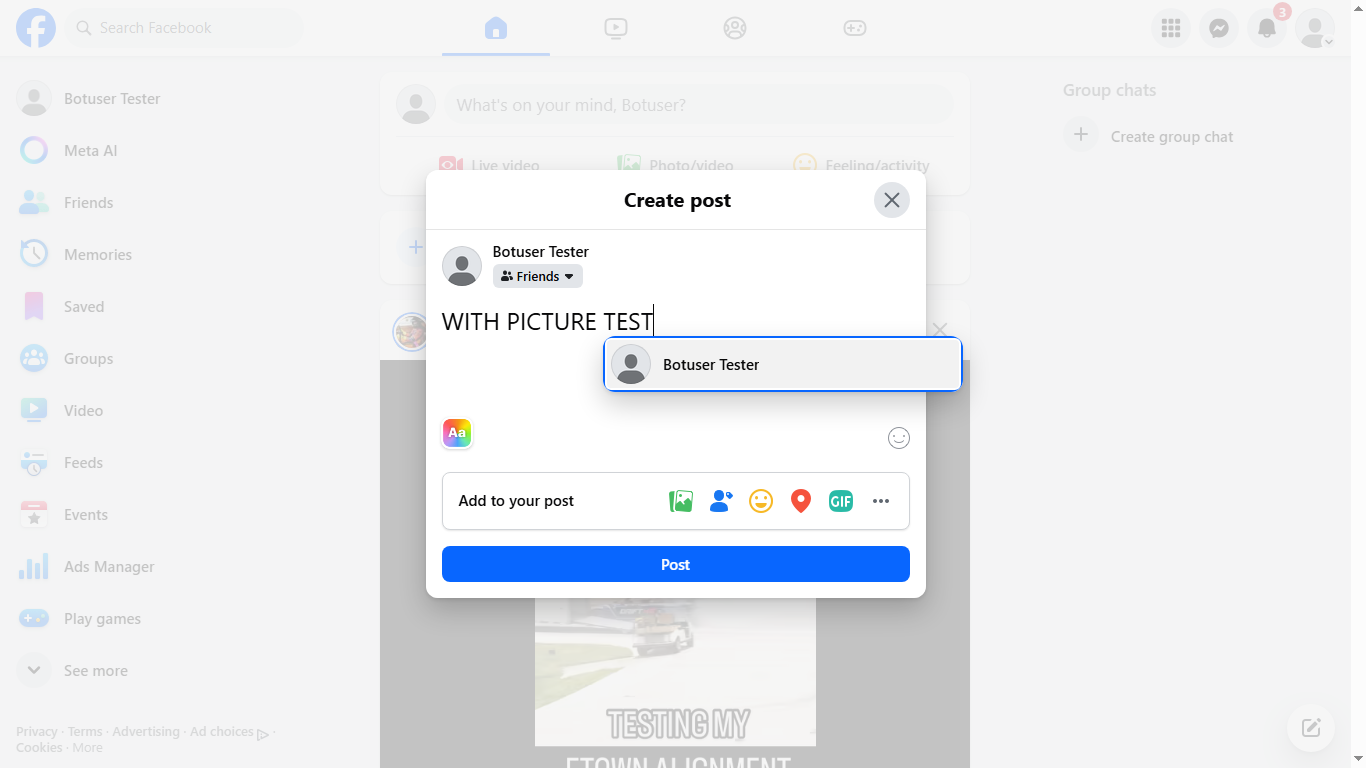 Search Facebook
3
Botuser Tester
Meta AI
Friends
Memories
Saved
Groups
Video
Feeds
Events
Ads Manager
Play games
See more
Privacy · Terms · Advertising · Ad choices ·
Cookies · More
What's on your mind, Botuser?
Live video
Photo/video
Feeling/activity
Create post
Botuser Tester
Friends
WITH PICTURE TEST
Botuser Tester
Aa
Add to your post
GIF
Post
TESTING MY
ETOWN ALIGNMENT
Group chats
Create group chat